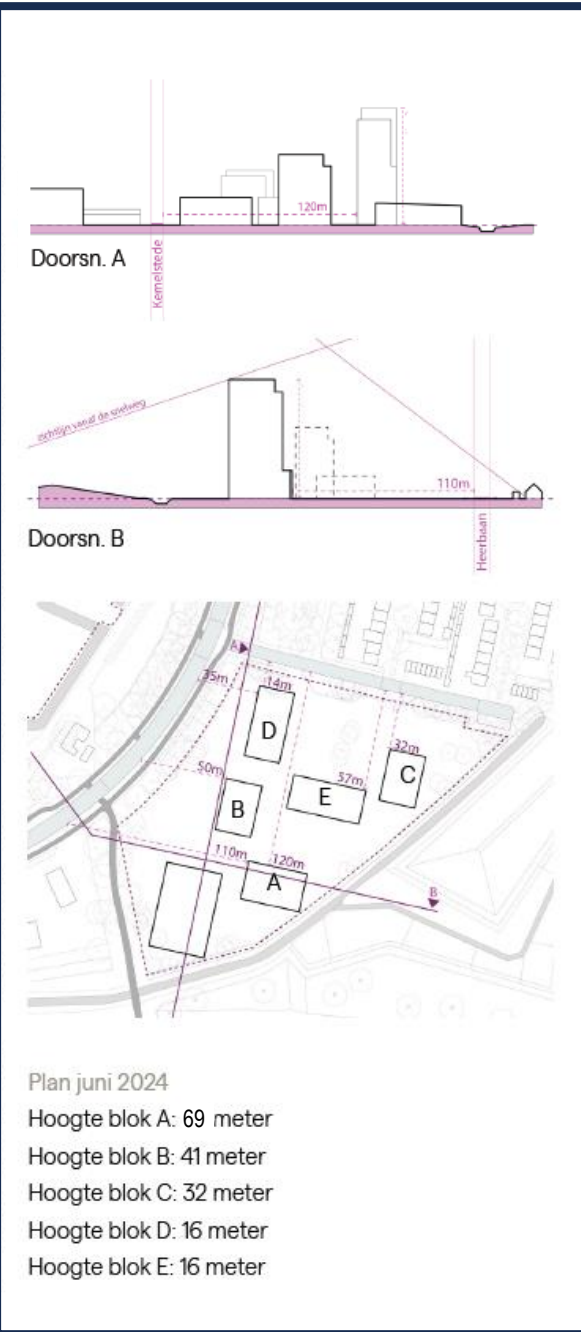 120m
Doorsn. A
Kemelstede
zichtlijn vanaf de snelweg
110m
Doorsn. B
Heerbaan
A
35m
14m
D
32m
50m
57m
C
E
B
110m
120m
A
B
Plan juni 2024
Hoogte blok A: 69 meter
Hoogte blok B: 41 meter
Hoogte blok C: 32 meter
Hoogte blok D: 16 meter
Hoogte blok E: 16 meter